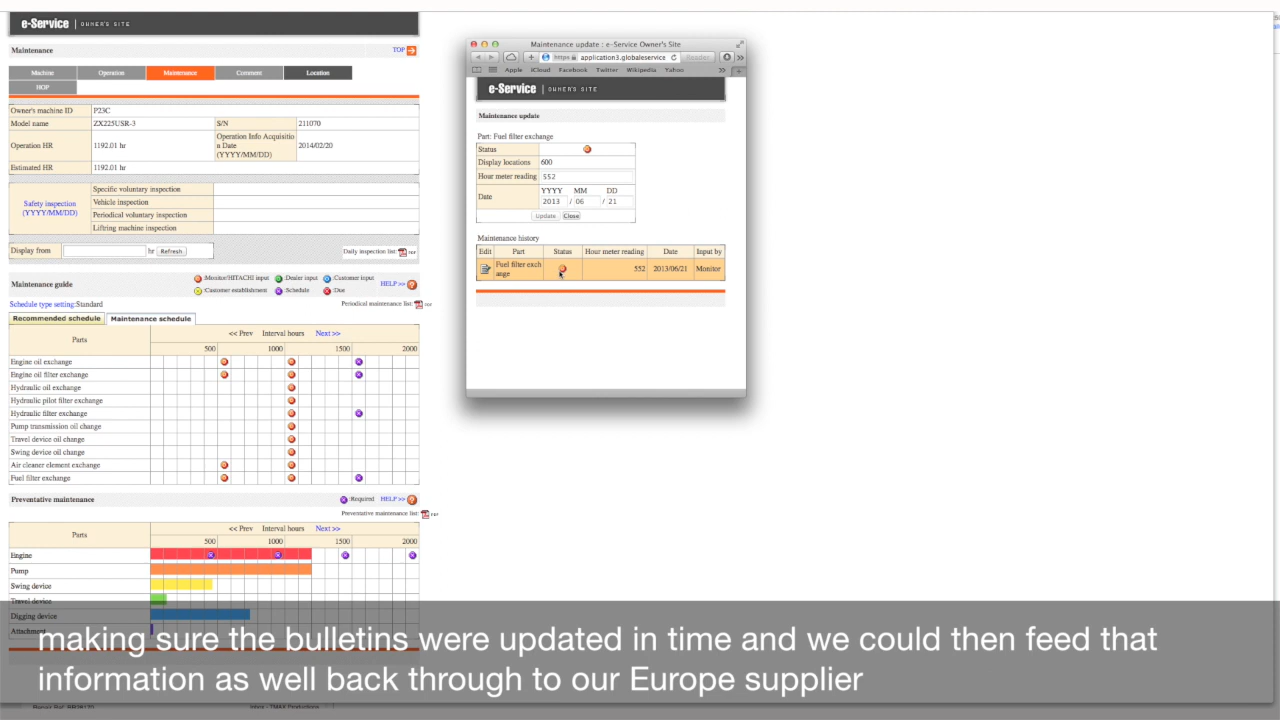 e-Service | OWNER'S SITE
Maintenance
TOP
Machine Operation Maintenance Comment Location
HOP
Owner's machine ID P23C
Model name ZX225USR-3 S/N 211070
Operation HR 1192.01 hr Operation Info Acquisitio
n Date
(YYYY/MM/DD) 2014/02/20
Estimated HR 1192.01 hr
Safety inspection
(YYYY/MM/DD)
Specific voluntary inspection
Vehicle inspection
Periodical voluntary inspection
Liftring machine inspection
Display from hr Refresh
Daily inspection list:
Maintenance guide
:Monitor/HITACHI input :Dealer input :Customer input
:Customer establishment :Schedule :Due
HELP >>
Schedule type setting:Standard
Periodical maintenance list:
Recommended schedule Maintenance schedule
Parts
<< Prev Interval hours Next >>
500 1000 1500 2000
Engine oil exchange
Engine oil filter exchange
Hydraulic oil exchange
Hydraulic pilot filter exchange
Hydraulic filter exchange
Pump transmission oil change
Travel device oil change
Swing device oil change
Air cleaner element exchange
Fuel filter exchange
Preventative maintenance
:Required HELP >>
Preventative maintenance list:
Parts
<< Prev Interval hours Next >>
500 1000 1500 2000
Engine
Pump
Swing device
Travel device
Digging device
Attachment
Maintenance update : e-Service Owner's Site
https application3.globaleservice Reader
Apple iCloud Facebook Twitter Wikipedia Yahoo >>
e-Service | OWNER'S SITE
Maintenance update
Part: Fuel filter exchange
Status
Display locations 600
Hour meter reading 552
Date
YYYY MM DD
2013 / 06 / 21
Update Close
Maintenance history
Edit Part Status Hour meter reading Date Input by
Fuel filter exch
ange 552 2013/06/21 Monitor
making sure the bulletins were updated in time and we could then feed that
information as well back through to our Europe supplier